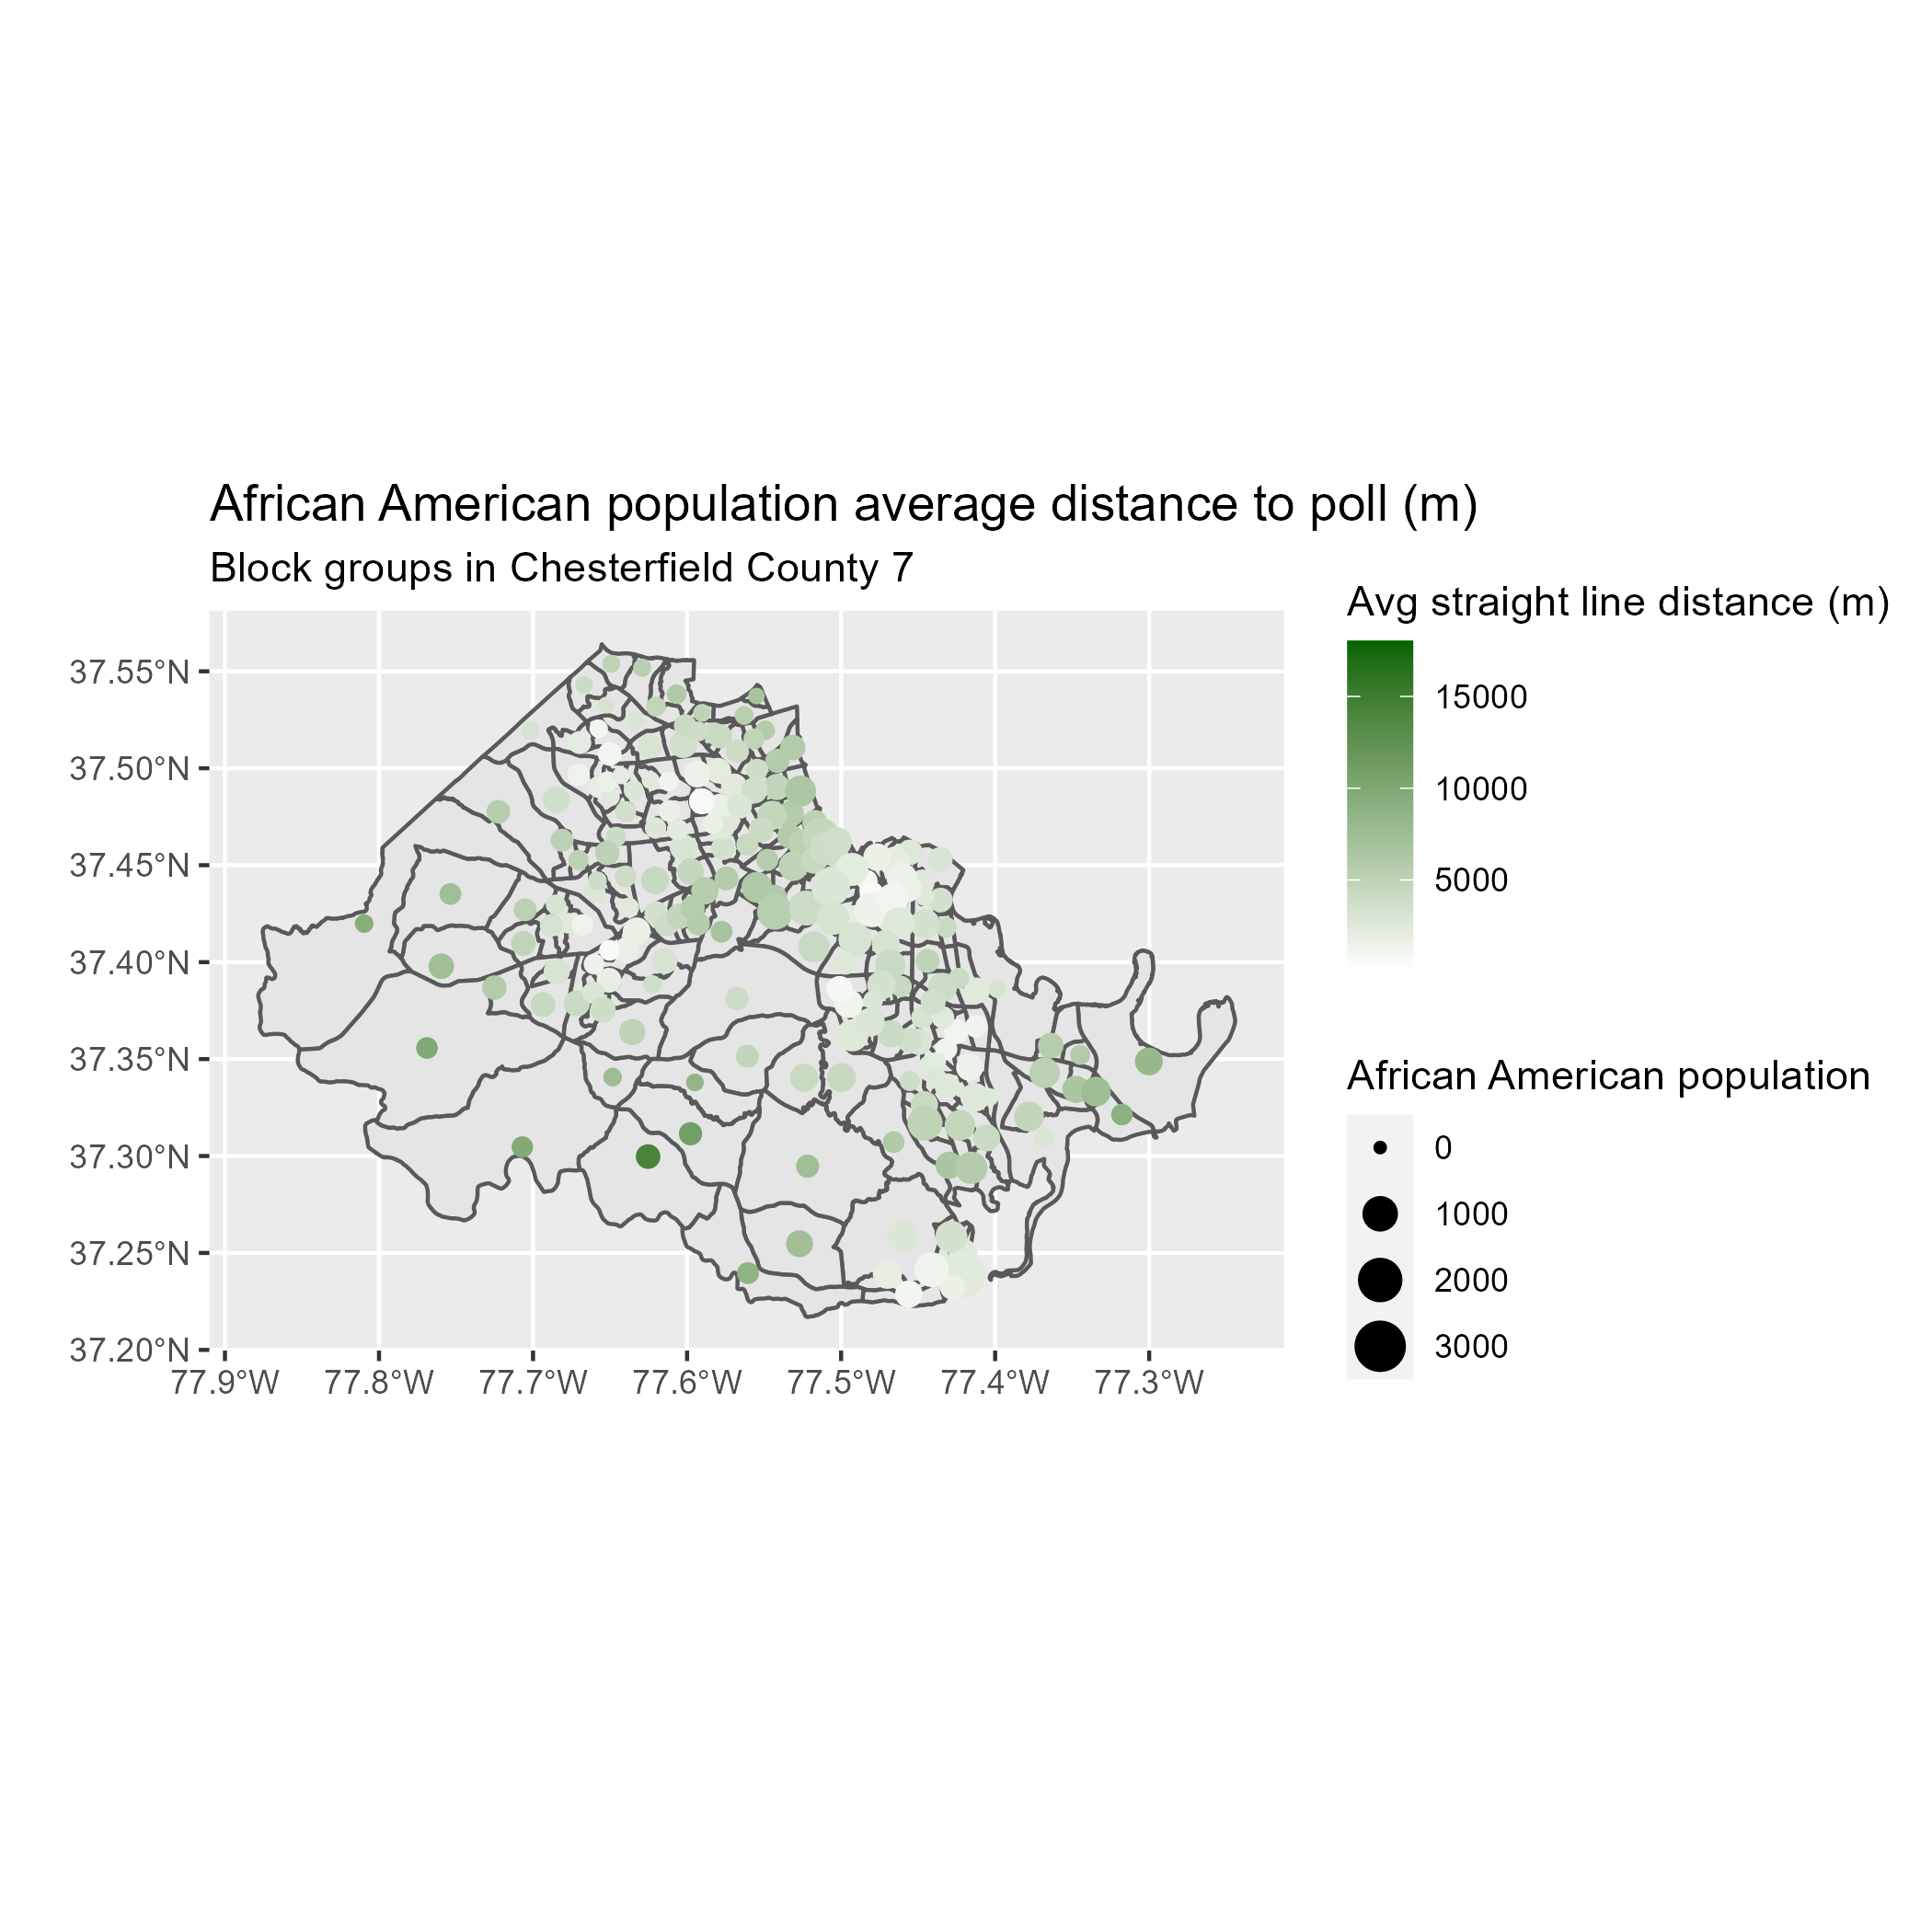 African American population average distance to poll (m)
Block groups in Chesterfield County 7
Avg straight line distance (m)
15000
10000
5000
African American population
0
1000
2000
3000
37.55°N
37.50°N
37.45°N
37.40°N
37.35°N
37.30°N
37.25°N
37.20°N
77.9°W 77.8°W 77.7°W 77.6°W 77.5°W 77.4°W 77.3°W